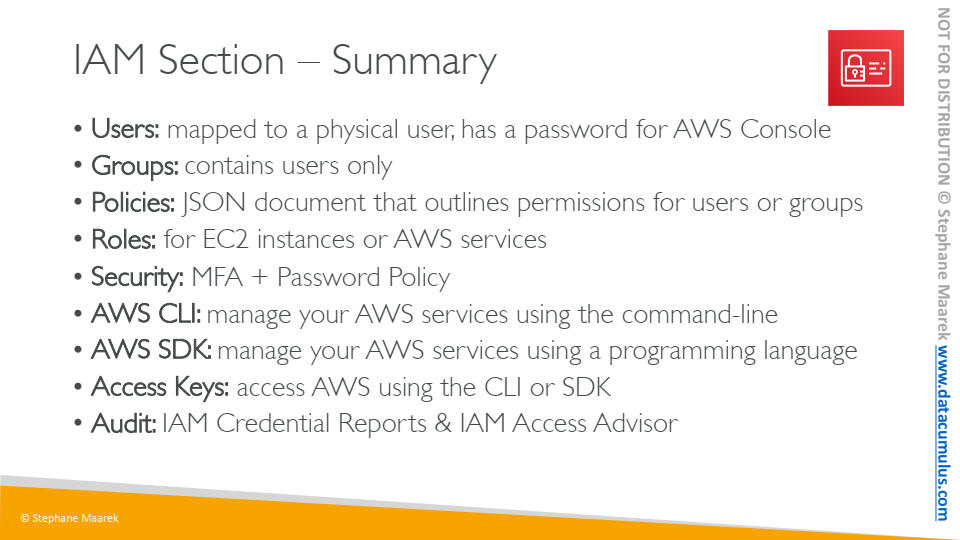 IAM Section – Summary
• Users: mapped to a physical user, has a password for AWS Console
• Groups: contains users only
• Policies: JSON document that outlines permissions for users or groups
• Roles: for EC2 instances or AWS services
• Security: MFA + Password Policy
• AWS CLI: manage your AWS services using the command-line
• AWS SDK: manage your AWS services using a programming language
• Access Keys: access AWS using the CLI or SDK
• Audit: IAM Credential Reports & IAM Access Advisor
© Stephane Maarek
NOT FOR DISTRIBUTION © Stephane Maarek www.datacumulus.com